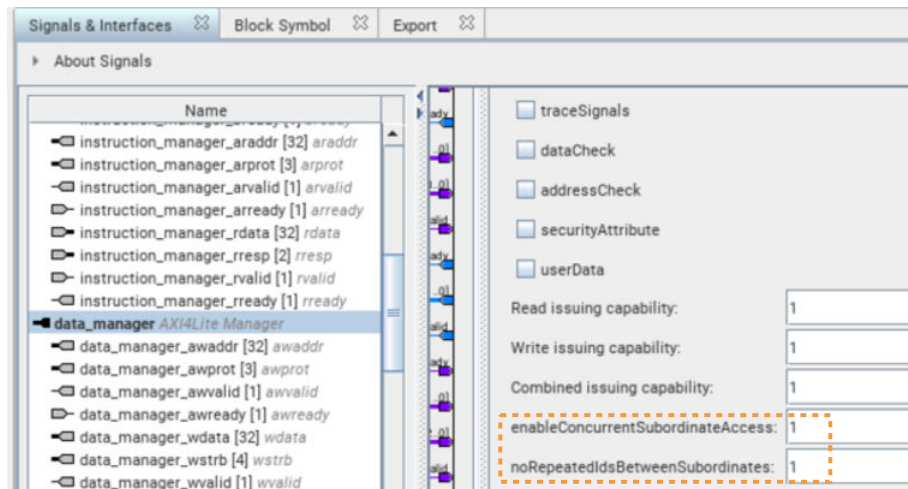 Signals & Interfaces
Block Symbol
Export
About Signals
Name
instruction_manager_araddr [32] araddr
instruction_manager_arprot [3] arprot
instruction_manager_arvalid [1] arvalid
instruction_manager_arready [1] arready
instruction_manager_rdata [32] rdata
instruction_manager_rresp [2] rresp
instruction_manager_rvalid [1] rvalid
instruction_manager_rready [1] rready
data_manager AXI4Lite Manager
data_manager_awaddr [32] awaddr
data_manager_awprot [3] awprot
data_manager_awvalid [1] awvalid
data_manager_awready [1] awready
data_manager_wdata [32] wdata
data_manager_wstrb [4] wstrb
data_manager_wvalid [1] wvalid
traceSignals
dataCheck
addressCheck
securityAttribute
userData
Read issuing capability: 1
Write issuing capability: 1
Combined issuing capability: 1
enableConcurrentSubordinateAccess: 1
noRepeatedIdsBetweenSubordinates: 1